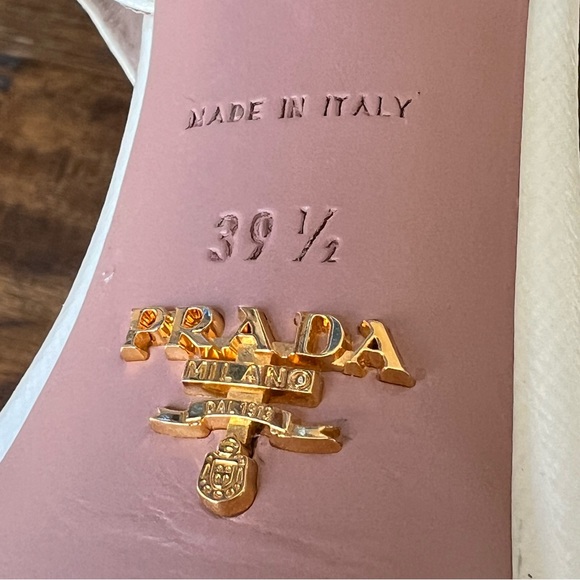 MADE IN ITALY
39 ½
PRADA
MILANO
DAL 1913